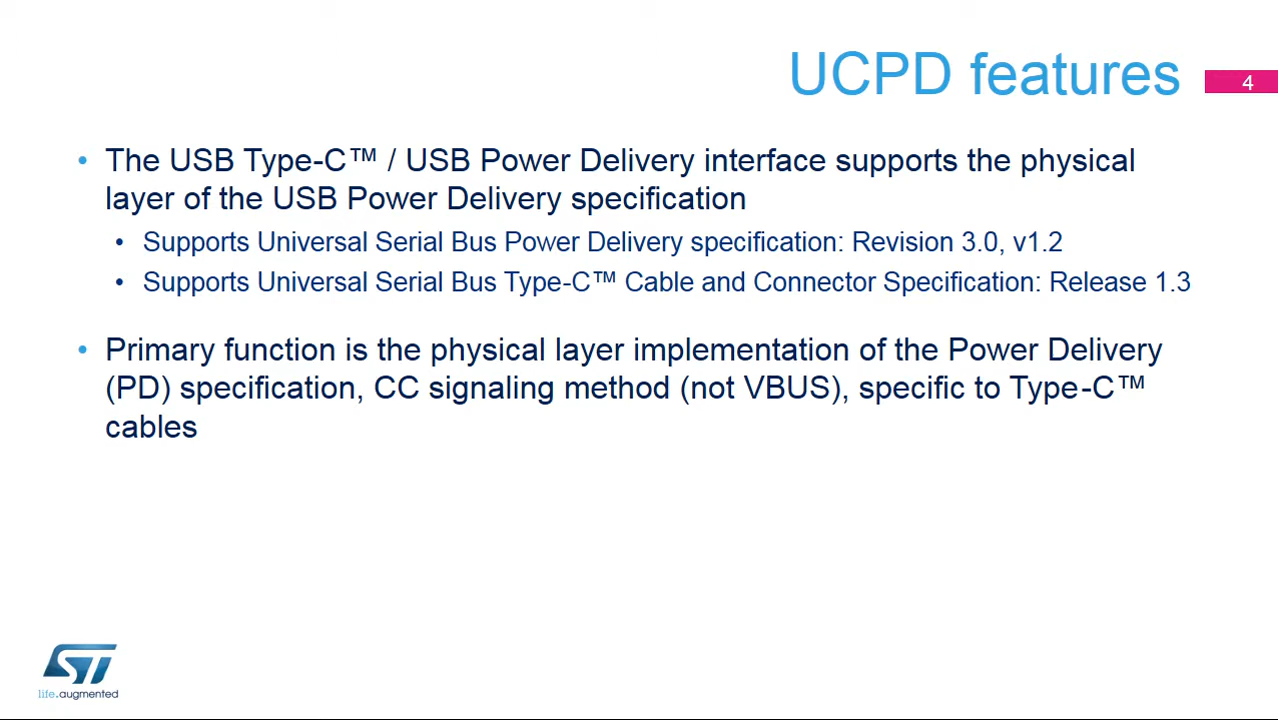 UCPD features
4
• The USB Type-C™ / USB Power Delivery interface supports the physical
layer of the USB Power Delivery specification
• Supports Universal Serial Bus Power Delivery specification: Revision 3.0, v1.2
• Supports Universal Serial Bus Type-C™ Cable and Connector Specification: Release 1.3
• Primary function is the physical layer implementation of the Power Delivery
(PD) specification, CC signaling method (not VBUS), specific to Type-C™
cables
ST
life.augmented